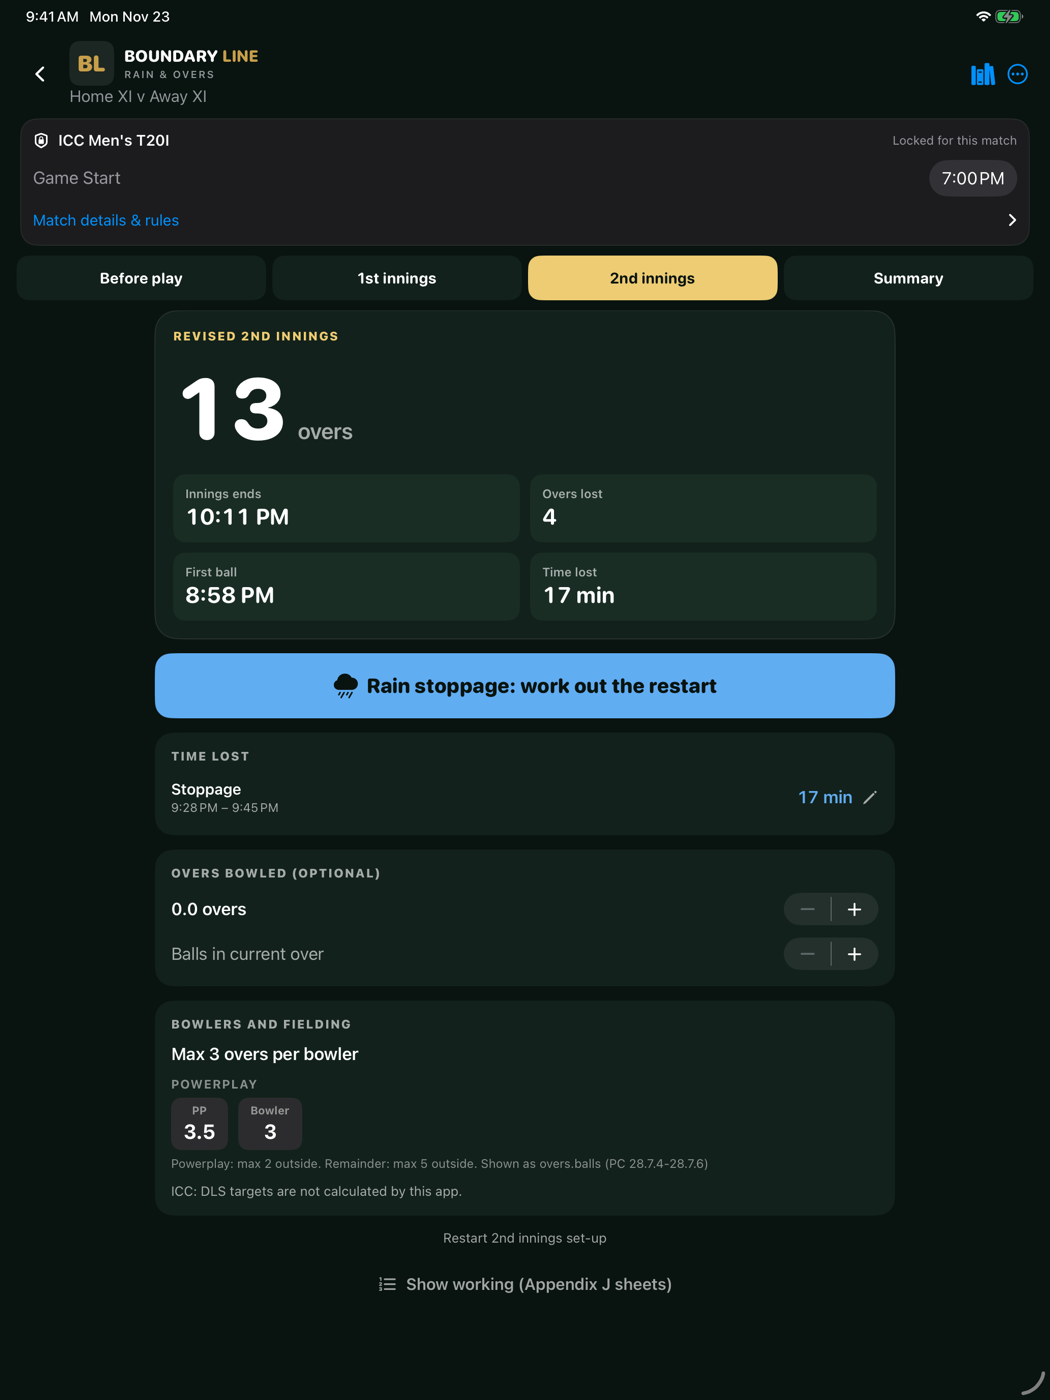 9:41 AM Mon Nov 23
BL
BOUNDARY LINE
RAIN & OVERS
Home XI v Away XI
ICC Men's T20I
Locked for this match
Game Start
7:00 PM
Match details & rules
Before play
1st innings
2nd innings
Summary
REVISED 2ND INNINGS
13 overs
Innings ends
10:11 PM
Overs lost
4
First ball
8:58 PM
Time lost
17 min
Rain stoppage: work out the restart
TIME LOST
Stoppage
9:28 PM – 9:45 PM
17 min
OVERS BOWLED (OPTIONAL)
0.0 overs
Balls in current over
BOWLERS AND FIELDING
Max 3 overs per bowler
POWERPLAY
PP
3.5
Bowler
3
Powerplay: max 2 outside. Remainder: max 5 outside. Shown as overs.balls (PC 28.7.4-28.7.6)
ICC: DLS targets are not calculated by this app.
Restart 2nd innings set-up
Show working (Appendix J sheets)